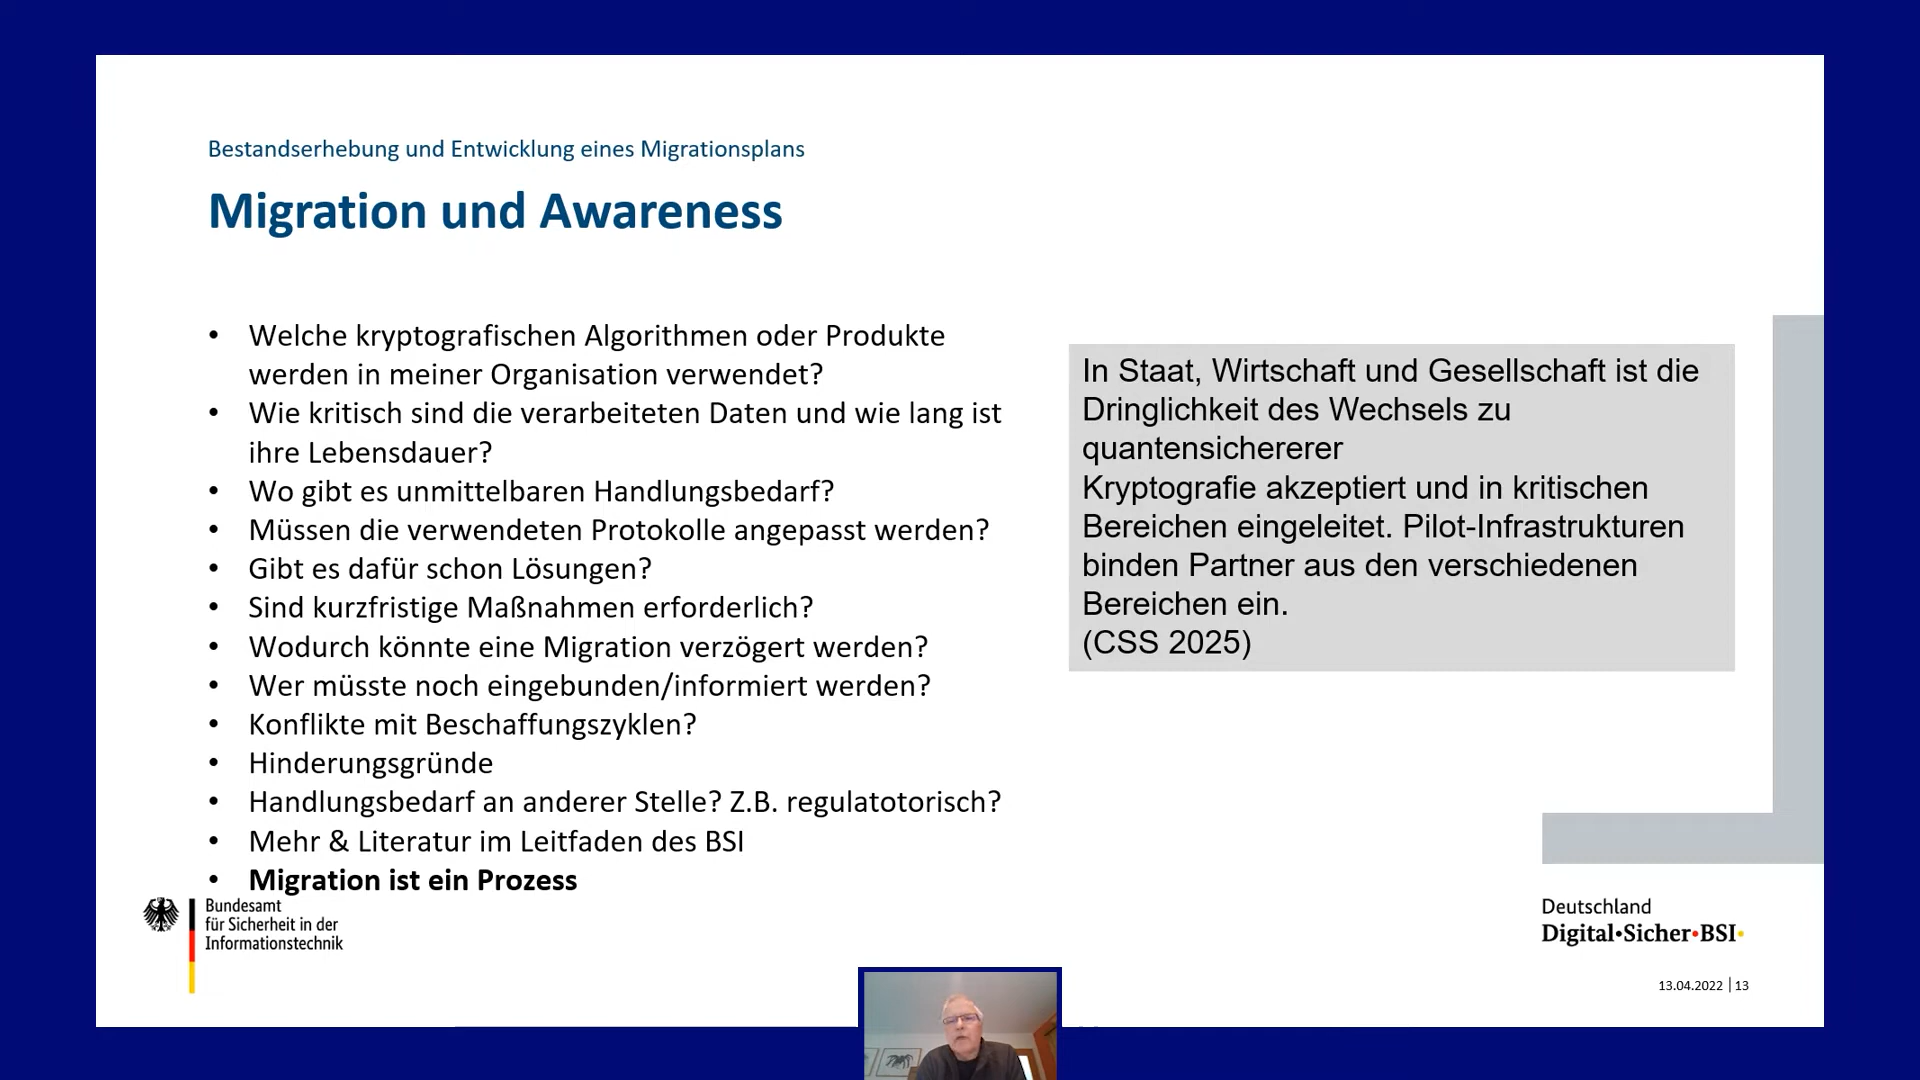 Bestandserhebung und Entwicklung eines Migrationsplans
Migration und Awareness
• Welche kryptografischen Algorithmen oder Produkte
werden in meiner Organisation verwendet?
• Wie kritisch sind die verarbeiteten Daten und wie lang ist
ihre Lebensdauer?
• Wo gibt es unmittelbaren Handlungsbedarf?
• Müssen die verwendeten Protokolle angepasst werden?
• Gibt es dafür schon Lösungen?
• Sind kurzfristige Maßnahmen erforderlich?
• Wodurch könnte eine Migration verzögert werden?
• Wer müsste noch eingebunden/informiert werden?
• Konflikte mit Beschaffungszyklen?
• Hinderungsgründe
• Handlungsbedarf an anderer Stelle? Z.B. regulatotorisch?
• Mehr & Literatur im Leitfaden des BSI
• Migration ist ein Prozess
In Staat, Wirtschaft und Gesellschaft ist die
Dringlichkeit des Wechsels zu
quantensichererer
Kryptografie akzeptiert und in kritischen
Bereichen eingeleitet. Pilot-Infrastrukturen
binden Partner aus den verschiedenen
Bereichen ein.
(CSS 2025)
Bundesamt
für Sicherheit in der
Informationstechnik
Deutschland
Digital•Sicher•BSI•
13.04.2022 | 13